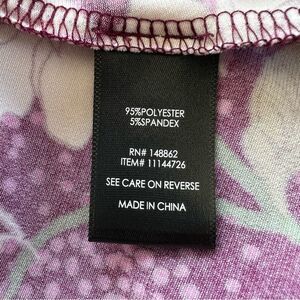 95%POLYESTER
5%SPANDEX
RN# 148862
ITEM# 11144726
SEE CARE ON REVERSE
MADE IN CHINA